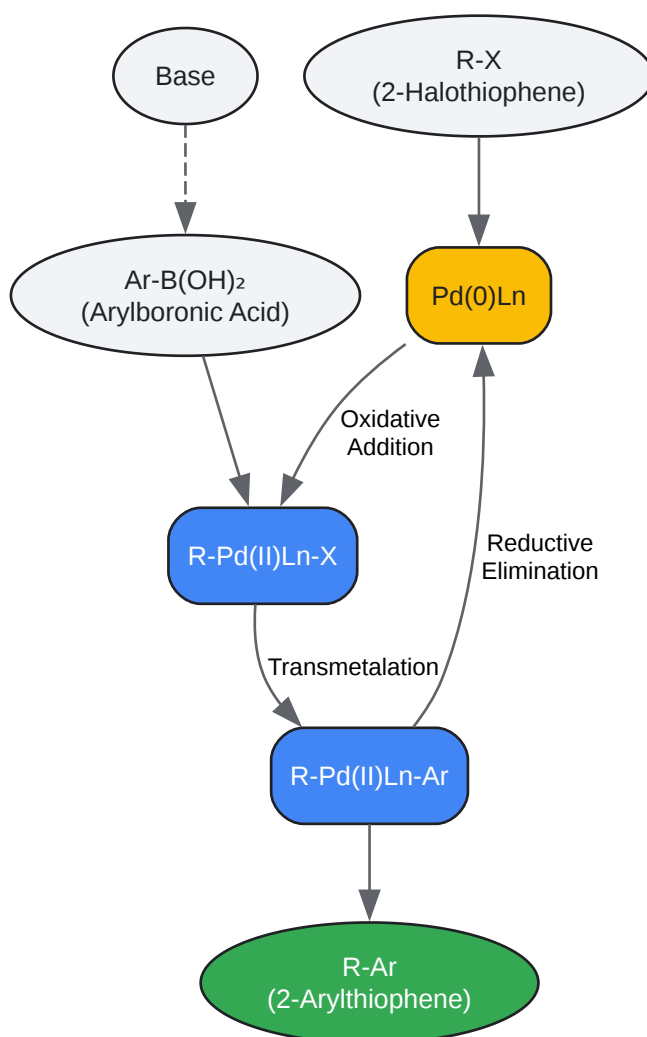 Base
R-X
(2-Halothiophene)
Ar-B(OH)₂
(Arylboronic Acid)
Pd(0)Ln
Oxidative
Addition
R-Pd(II)Ln-X
Reductive
Elimination
Transmetalation
R-Pd(II)Ln-Ar
R-Ar
(2-Arylthiophene)